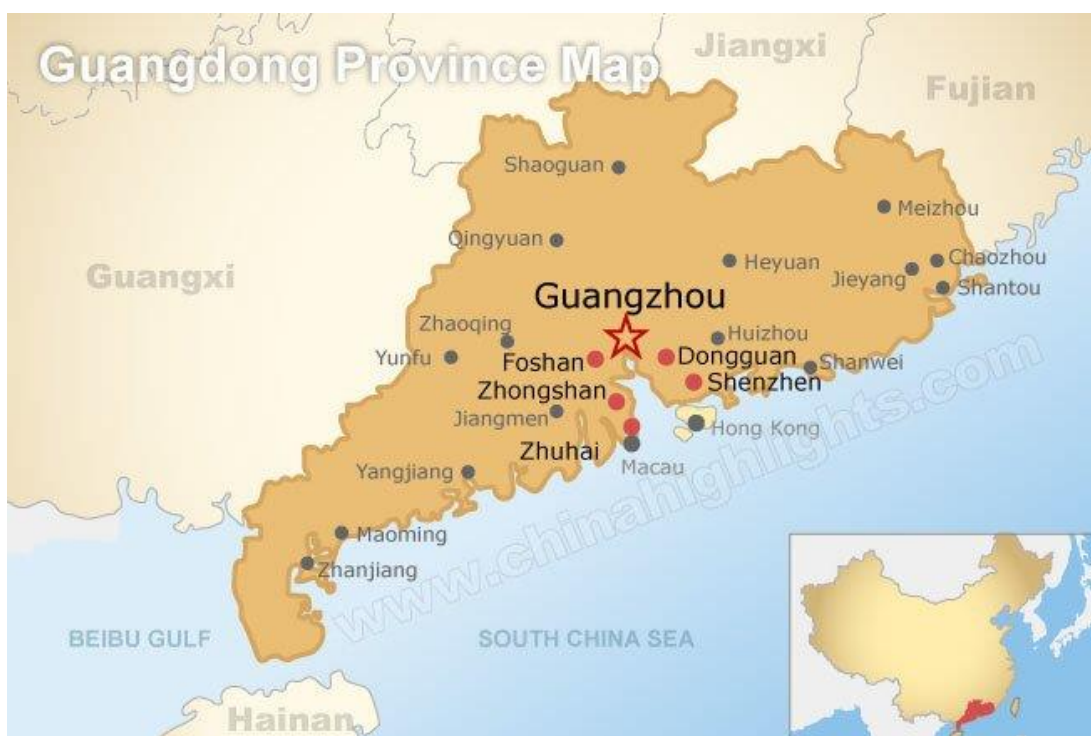 Guangdong Province Map
Jiangxi
Fujian
Shaoguan
Meizhou
Qingyuan
Chaozhou
Heyuan
Jieyang
Guangxi
Shantou
Guangzhou
Zhaoqing
Huizhou
Yunfu
Foshan
Dongguan
Shanwei
Shenzhen
Zhongshan
Jiangmen
Hong Kong
Zhuhai
Macau
Yangjiang
www.chinahighlights.com
Maoming
Zhanjiang
BEIBU GULF
SOUTH CHINA SEA
Hainan